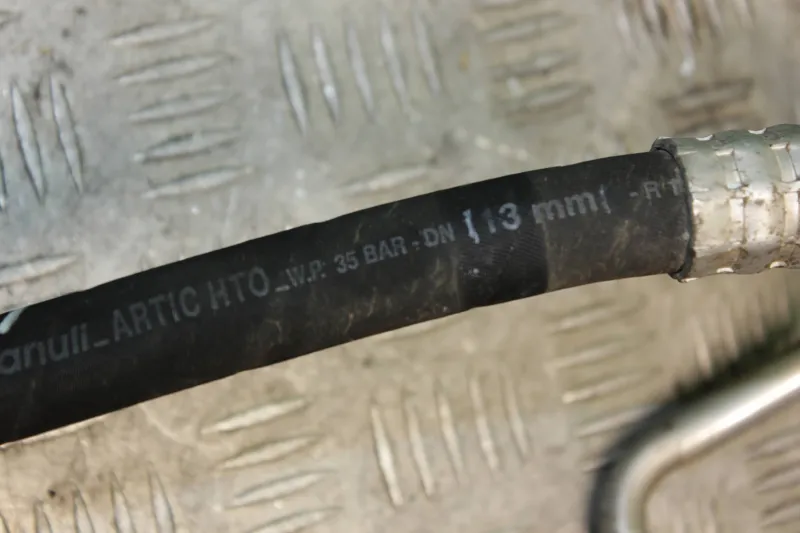 anuli_ARTIC HTO_W.P. 35 BAR - DN {13 mm} - R